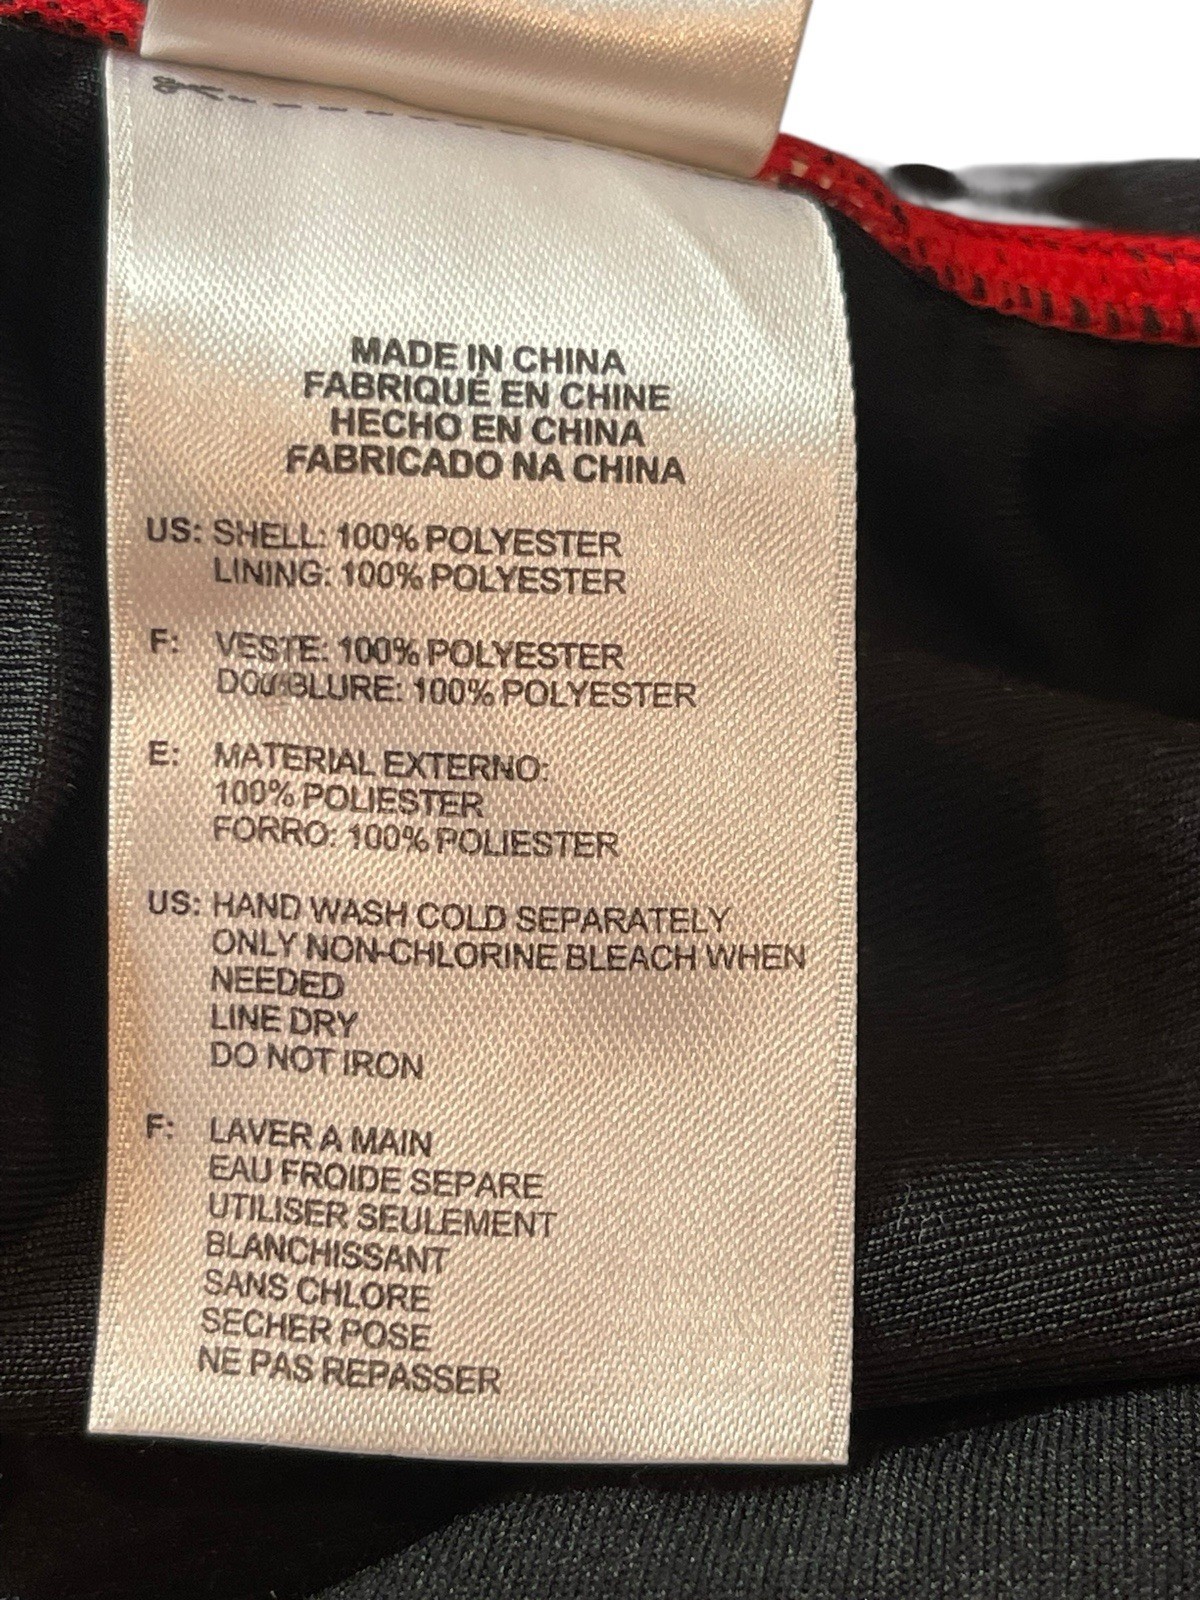 MADE IN CHINA
FABRIQUÉ EN CHINE
HECHO EN CHINA
FABRICADO NA CHINA
US: SHELL: 100% POLYESTER
LINING: 100% POLYESTER
F: VESTE: 100% POLYESTER
DOUBLURE: 100% POLYESTER
E: MATERIAL EXTERNO:
100% POLIESTER
FORRO: 100% POLIESTER
US: HAND WASH COLD SEPARATELY
ONLY NON-CHLORINE BLEACH WHEN
NEEDED
LINE DRY
DO NOT IRON
F: LAVER A MAIN
EAU FROIDE SEPARE
UTILISER SEULEMENT
BLANCHISSANT
SANS CHLORE
SECHER POSE
NE PAS REPASSER